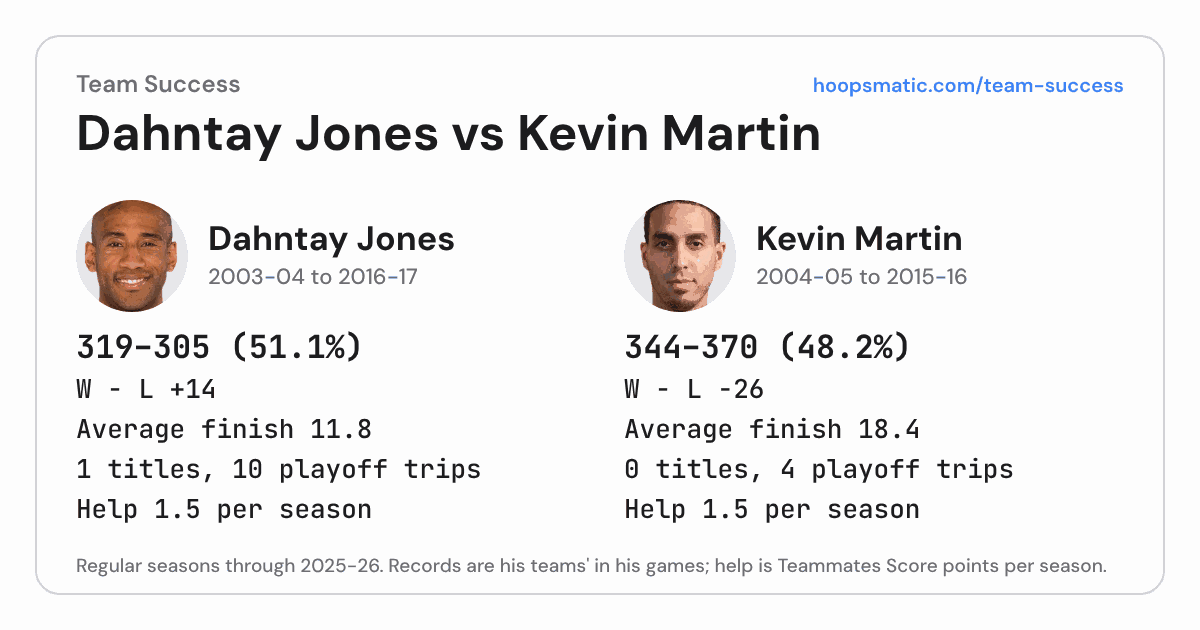 Team Success
hoopsmatic.com/team-success
Dahntay Jones vs Kevin Martin
Dahntay Jones
2003-04 to 2016-17
319-305 (51.1%)
W - L +14
Average finish 11.8
1 titles, 10 playoff trips
Help 1.5 per season
Kevin Martin
2004-05 to 2015-16
344-370 (48.2%)
W - L -26
Average finish 18.4
0 titles, 4 playoff trips
Help 1.5 per season
Regular seasons through 2025-26. Records are his teams' in his games; help is Teammates Score points per season.